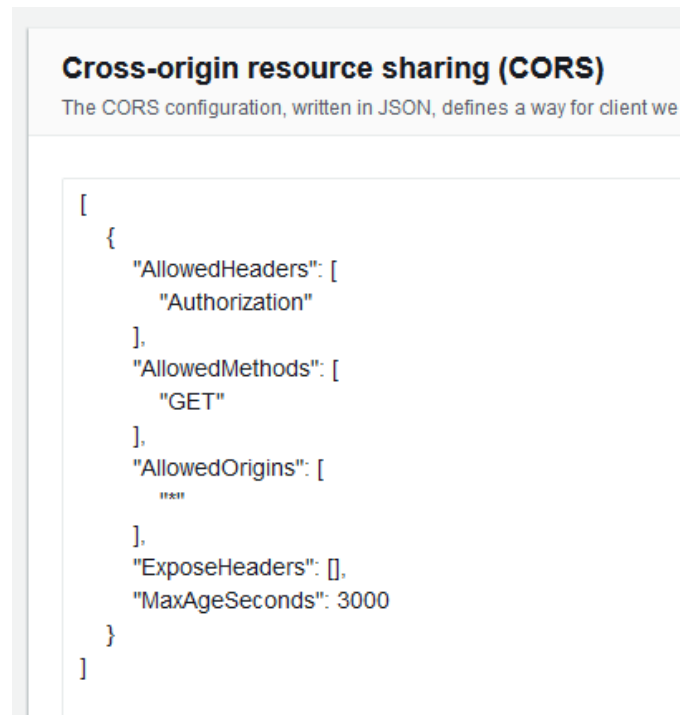 Cross-origin resource sharing (CORS)
The CORS configuration, written in JSON, defines a way for client we
[
{
"AllowedHeaders": [
"Authorization"
],
"AllowedMethods": [
"GET"
],
"AllowedOrigins": [
"*"
],
"ExposeHeaders": [],
"MaxAgeSeconds": 3000
}
]